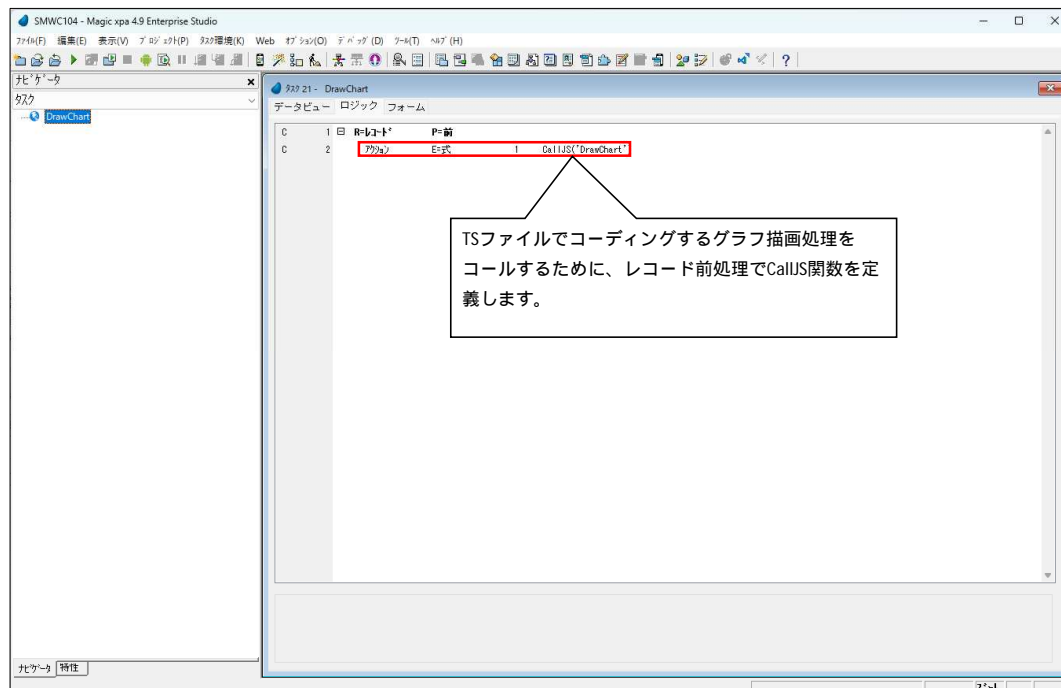 SMWC104 - Magic xpa 4.9 Enterprise Studio
ファイル(F) 編集(E) 表示(V) プロジェクト(P) タスク環境(K) Web オプション(O) デバッグ(D) ツール(T) ヘルプ(H)
ナビゲータ
タスク
DrawChart
タスク 21 - DrawChart
データビュー ロジック フォーム
C 1 R=レコード P=前
C 2 アクション E=式 1 CallJS('DrawChart'
TSファイルでコーディングするグラフ描画処理を
コールするために、レコード前処理でCallJS関数を定
義します。
ナビゲータ 特性